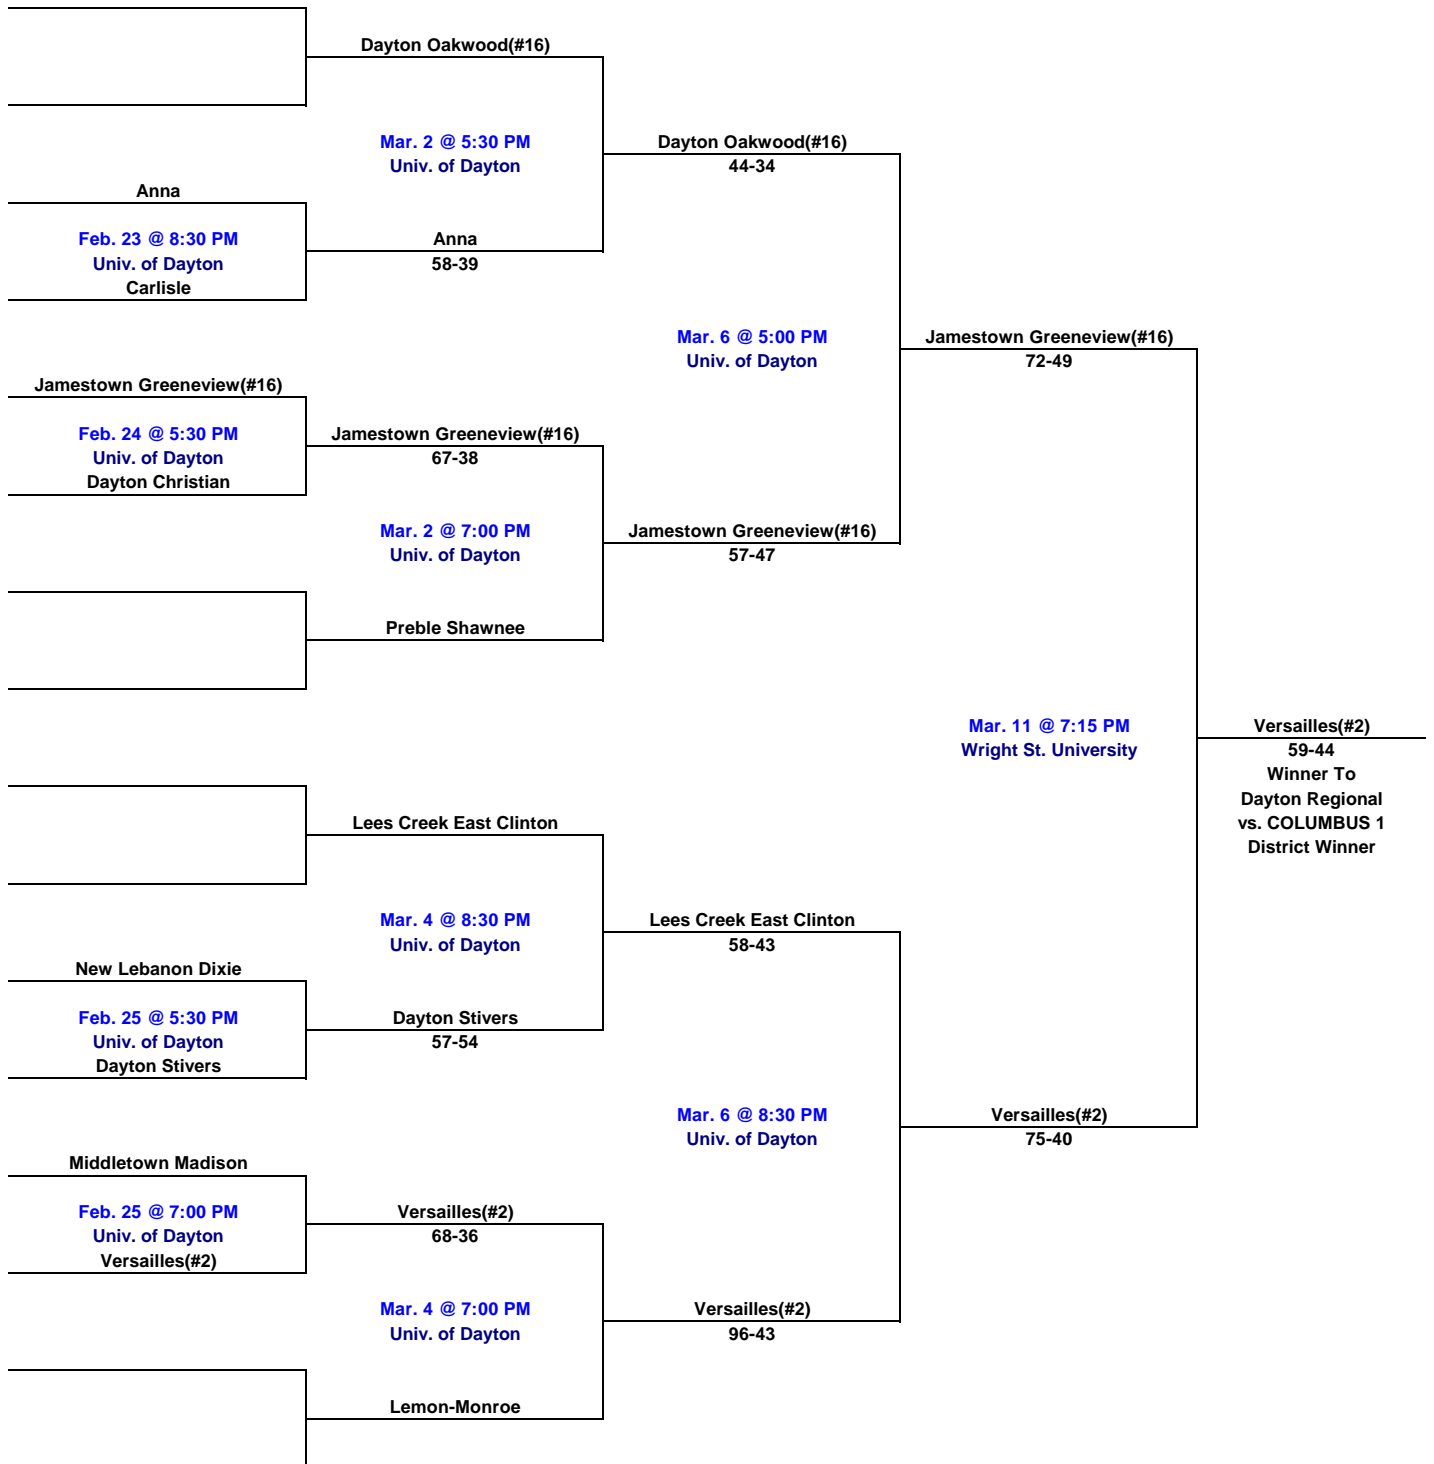 Dayton Oakwood(#16)
Mar. 2 @ 5:30 PM
Univ. of Dayton
Dayton Oakwood(#16)
44-34
Anna
Feb. 23 @ 8:30 PM
Univ. of Dayton
Carlisle
Anna
58-39
Mar. 6 @ 5:00 PM
Univ. of Dayton
Jamestown Greeneview(#16)
72-49
Jamestown Greeneview(#16)
Feb. 24 @ 5:30 PM
Univ. of Dayton
Dayton Christian
Jamestown Greeneview(#16)
67-38
Mar. 2 @ 7:00 PM
Univ. of Dayton
Jamestown Greeneview(#16)
57-47
Preble Shawnee
Mar. 11 @ 7:15 PM
Wright St. University
Versailles(#2)
59-44
Winner To
Dayton Regional
vs. COLUMBUS 1
District Winner
Lees Creek East Clinton
Mar. 4 @ 8:30 PM
Univ. of Dayton
Lees Creek East Clinton
58-43
New Lebanon Dixie
Feb. 25 @ 5:30 PM
Univ. of Dayton
Dayton Stivers
Dayton Stivers
57-54
Mar. 6 @ 8:30 PM
Univ. of Dayton
Versailles(#2)
75-40
Middletown Madison
Feb. 25 @ 7:00 PM
Univ. of Dayton
Versailles(#2)
Versailles(#2)
68-36
Mar. 4 @ 7:00 PM
Univ. of Dayton
Versailles(#2)
96-43
Lemon-Monroe